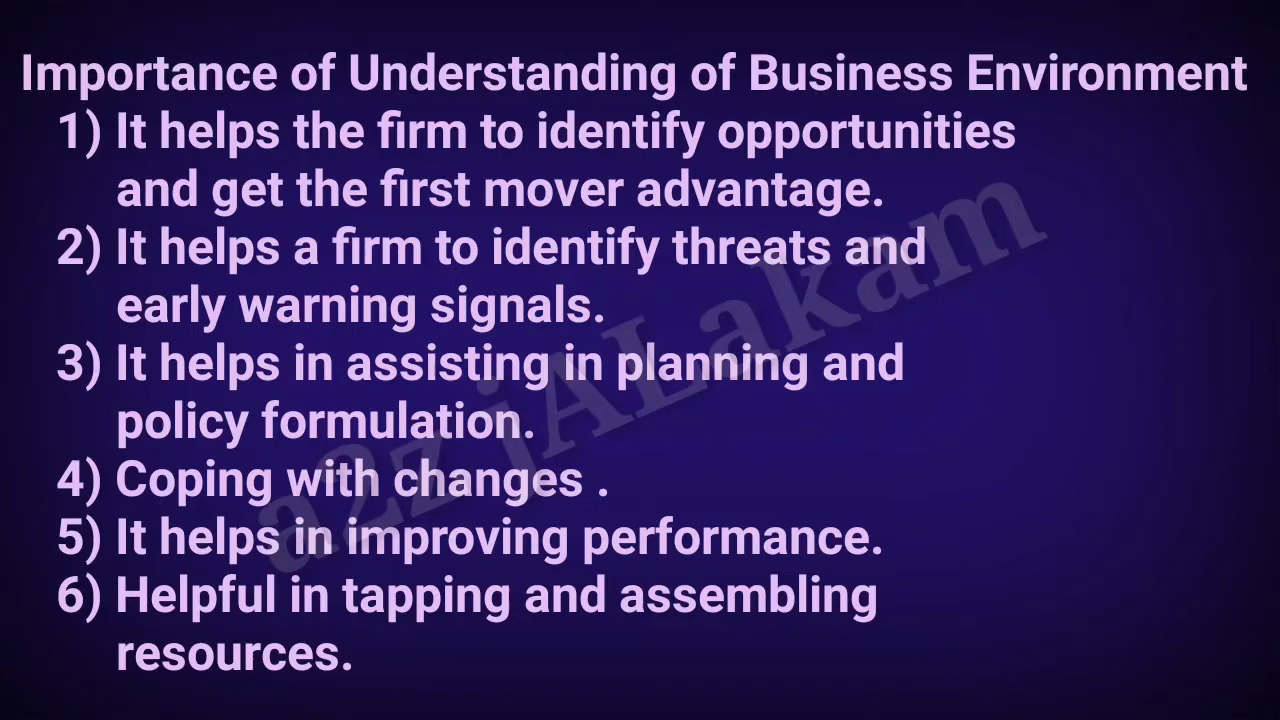 Importance of Understanding of Business Environment
1) It helps the firm to identify opportunities
and get the first mover advantage.
2) It helps a firm to identify threats and
early warning signals.
3) It helps in assisting in planning and
policy formulation.
4) Coping with changes .
5) It helps in improving performance.
6) Helpful in tapping and assembling
resources.
a2z jALakam